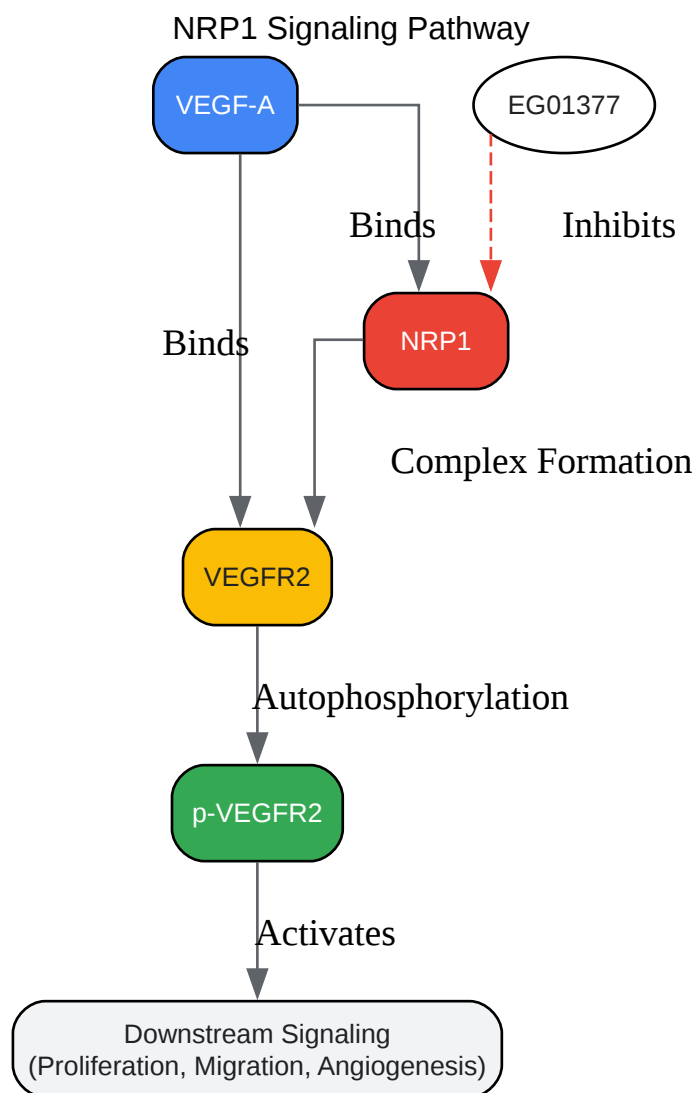 NRP1 Signaling Pathway
VEGF-A
EG01377
Binds
Inhibits
Binds
NRP1
Complex Formation
VEGFR2
Autophosphorylation
p-VEGFR2
Activates
Downstream Signaling
(Proliferation, Migration, Angiogenesis)